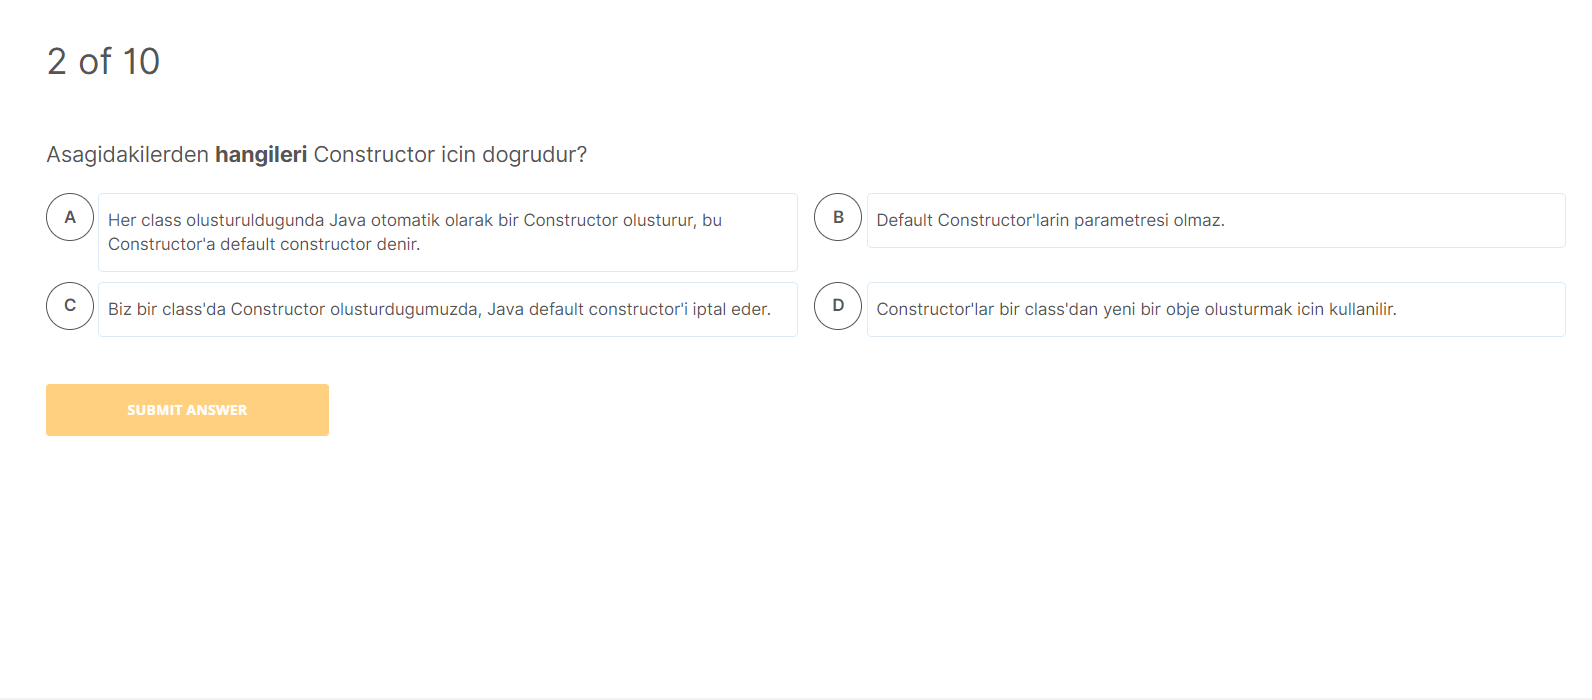 2 of 10
Asagidakilerden hangileri Constructor icin dogrudur?
A
Her class olusturuldugunda Java otomatik olarak bir Constructor olusturur, bu
Constructor'a default constructor denir.
B
Default Constructor'larin parametresi olmaz.
C
Biz bir class'da Constructor olusturdugumuzda, Java default constructor'i iptal eder.
D
Constructor'lar bir class'dan yeni bir obje olusturmak icin kullanilir.
SUBMIT ANSWER